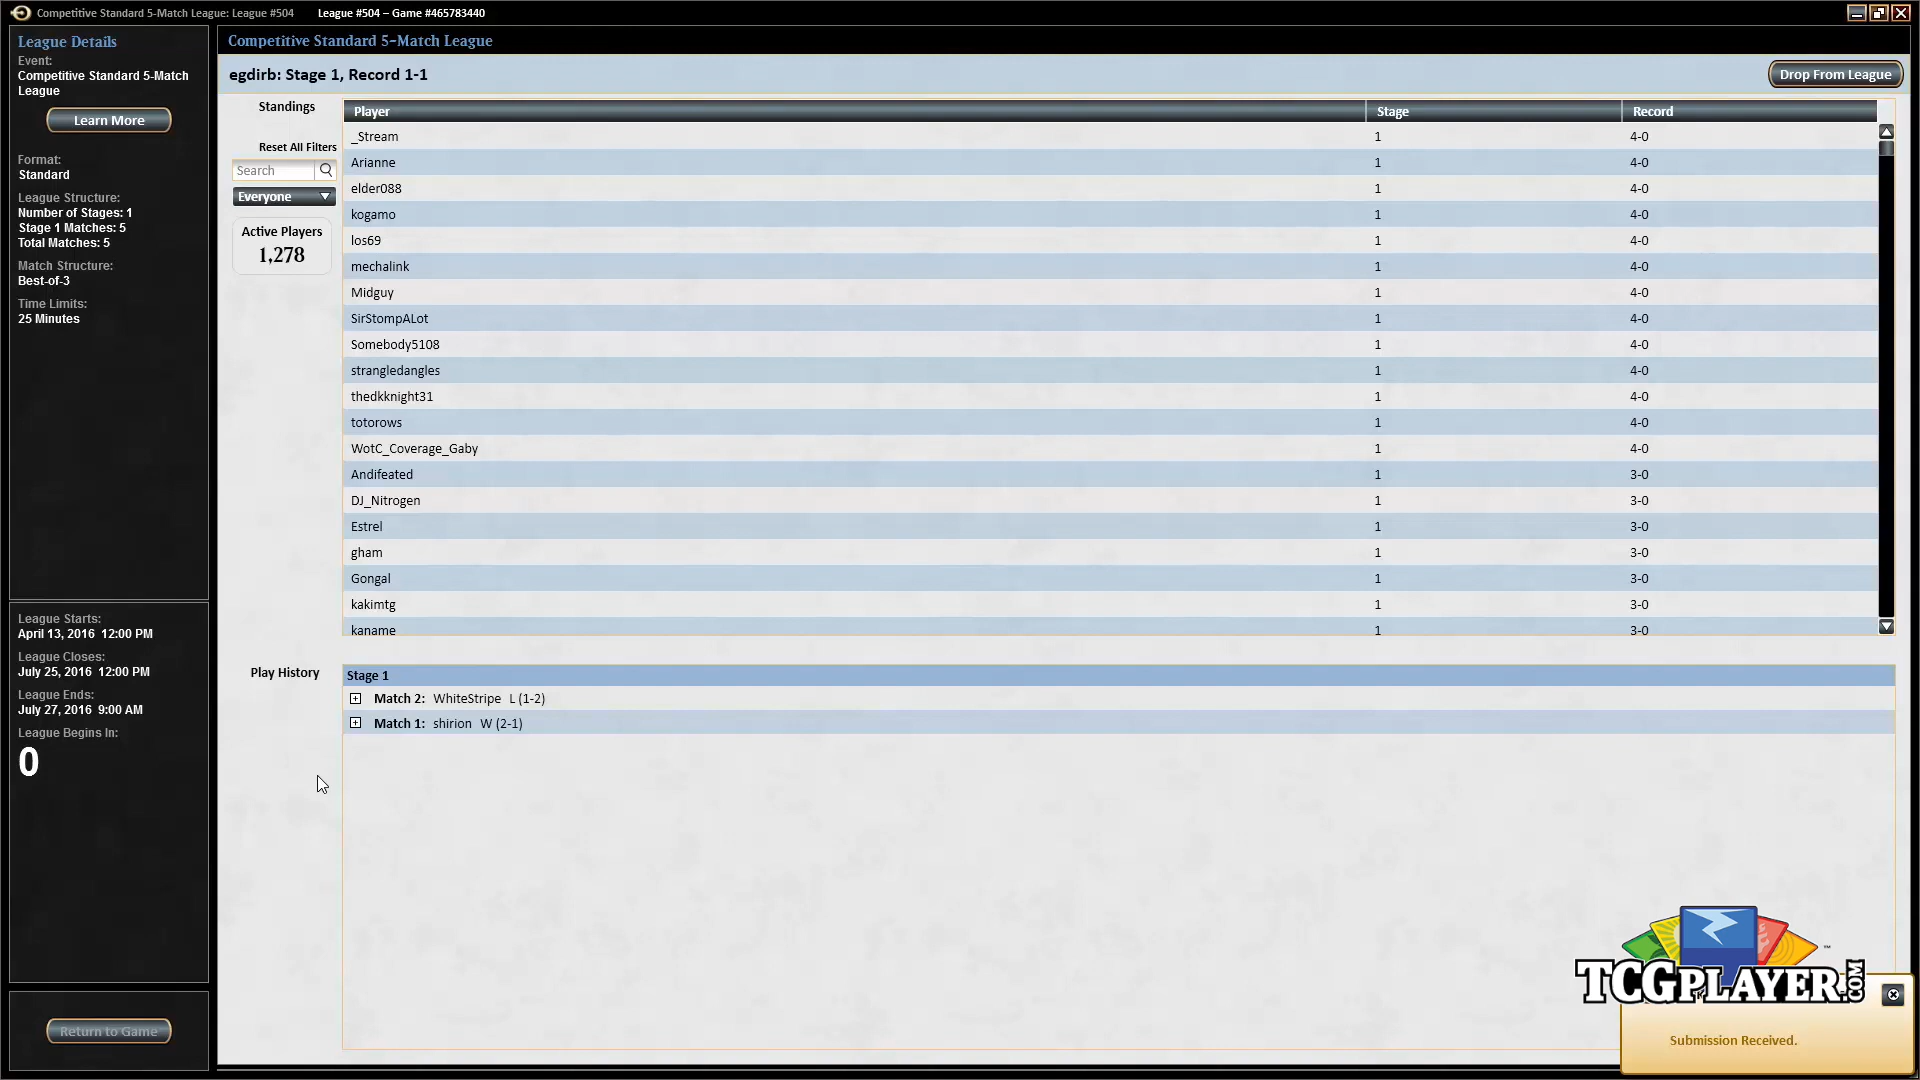 Competitive Standard 5-Match League: League #504
League #504 – Game #465783440
League Details
Event:
Competitive Standard 5-Match
League
Learn More
Format:
Standard
League Structure:
Number of Stages: 1
Stage 1 Matches: 5
Total Matches: 5
Match Structure:
Best-of-3
Time Limits:
25 Minutes
League Starts:
April 13, 2016 12:00 PM
League Closes:
July 25, 2016 12:00 PM
League Ends:
July 27, 2016 9:00 AM
League Begins In:
0
Return to Game
Competitive Standard 5-Match League
egdirb: Stage 1, Record 1-1
Drop From League
Standings
Reset All Filters
Search
Everyone
Active Players
1,278
Player Stage Record
_Stream 1 4-0
Arianne 1 4-0
elder088 1 4-0
kogamo 1 4-0
los69 1 4-0
mechalink 1 4-0
Midguy 1 4-0
SirStompALot 1 4-0
Somebody5108 1 4-0
strangledangles 1 4-0
thedkknight31 1 4-0
totorows 1 4-0
WotC_Coverage_Gaby 1 4-0
Andifeated 1 3-0
DJ_Nitrogen 1 3-0
Estrel 1 3-0
gham 1 3-0
Gongal 1 3-0
kakimtg 1 3-0
kaname 1 3-0
Play History
Stage 1
Match 2: WhiteStripe L (1-2)
Match 1: shirion W (2-1)
TCGPLAYER.COM
™
Submission Received.